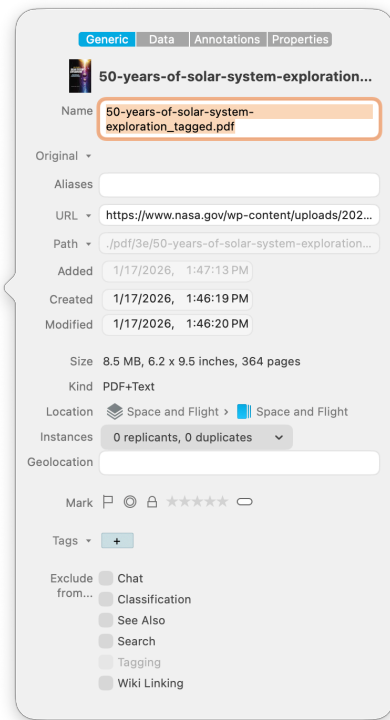 Generic Data Annotations Properties
50-years-of-solar-system-exploration...
Name 50-years-of-solar-system-
exploration_tagged.pdf
Original
Aliases
URL https://www.nasa.gov/wp-content/uploads/202...
Path ./pdf/3e/50-years-of-solar-system-exploration...
Added 1/17/2026, 1:47:13 PM
Created 1/17/2026, 1:46:19 PM
Modified 1/17/2026, 1:46:20 PM
Size 8.5 MB, 6.2 x 9.5 inches, 364 pages
Kind PDF+Text
Location Space and Flight › Space and Flight
Instances 0 replicants, 0 duplicates
Geolocation
Mark
Tags +
Exclude from... Chat
Classification
See Also
Search
Tagging
Wiki Linking